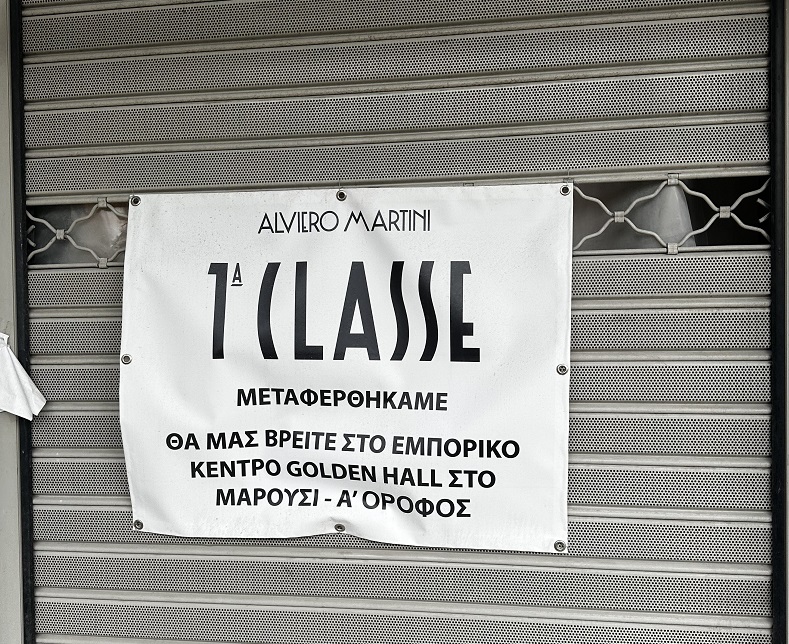 ALVIERO MARTINI
1ᴬ CLASSE
ΜΕΤΑΦΕΡΘΗΚΑΜΕ
ΘΑ ΜΑΣ ΒΡΕΙΤΕ ΣΤΟ ΕΜΠΟΡΙΚΟ
ΚΕΝΤΡΟ GOLDEN HALL ΣΤΟ
ΜΑΡΟΥΣΙ - Α' ΟΡΟΦΟΣ